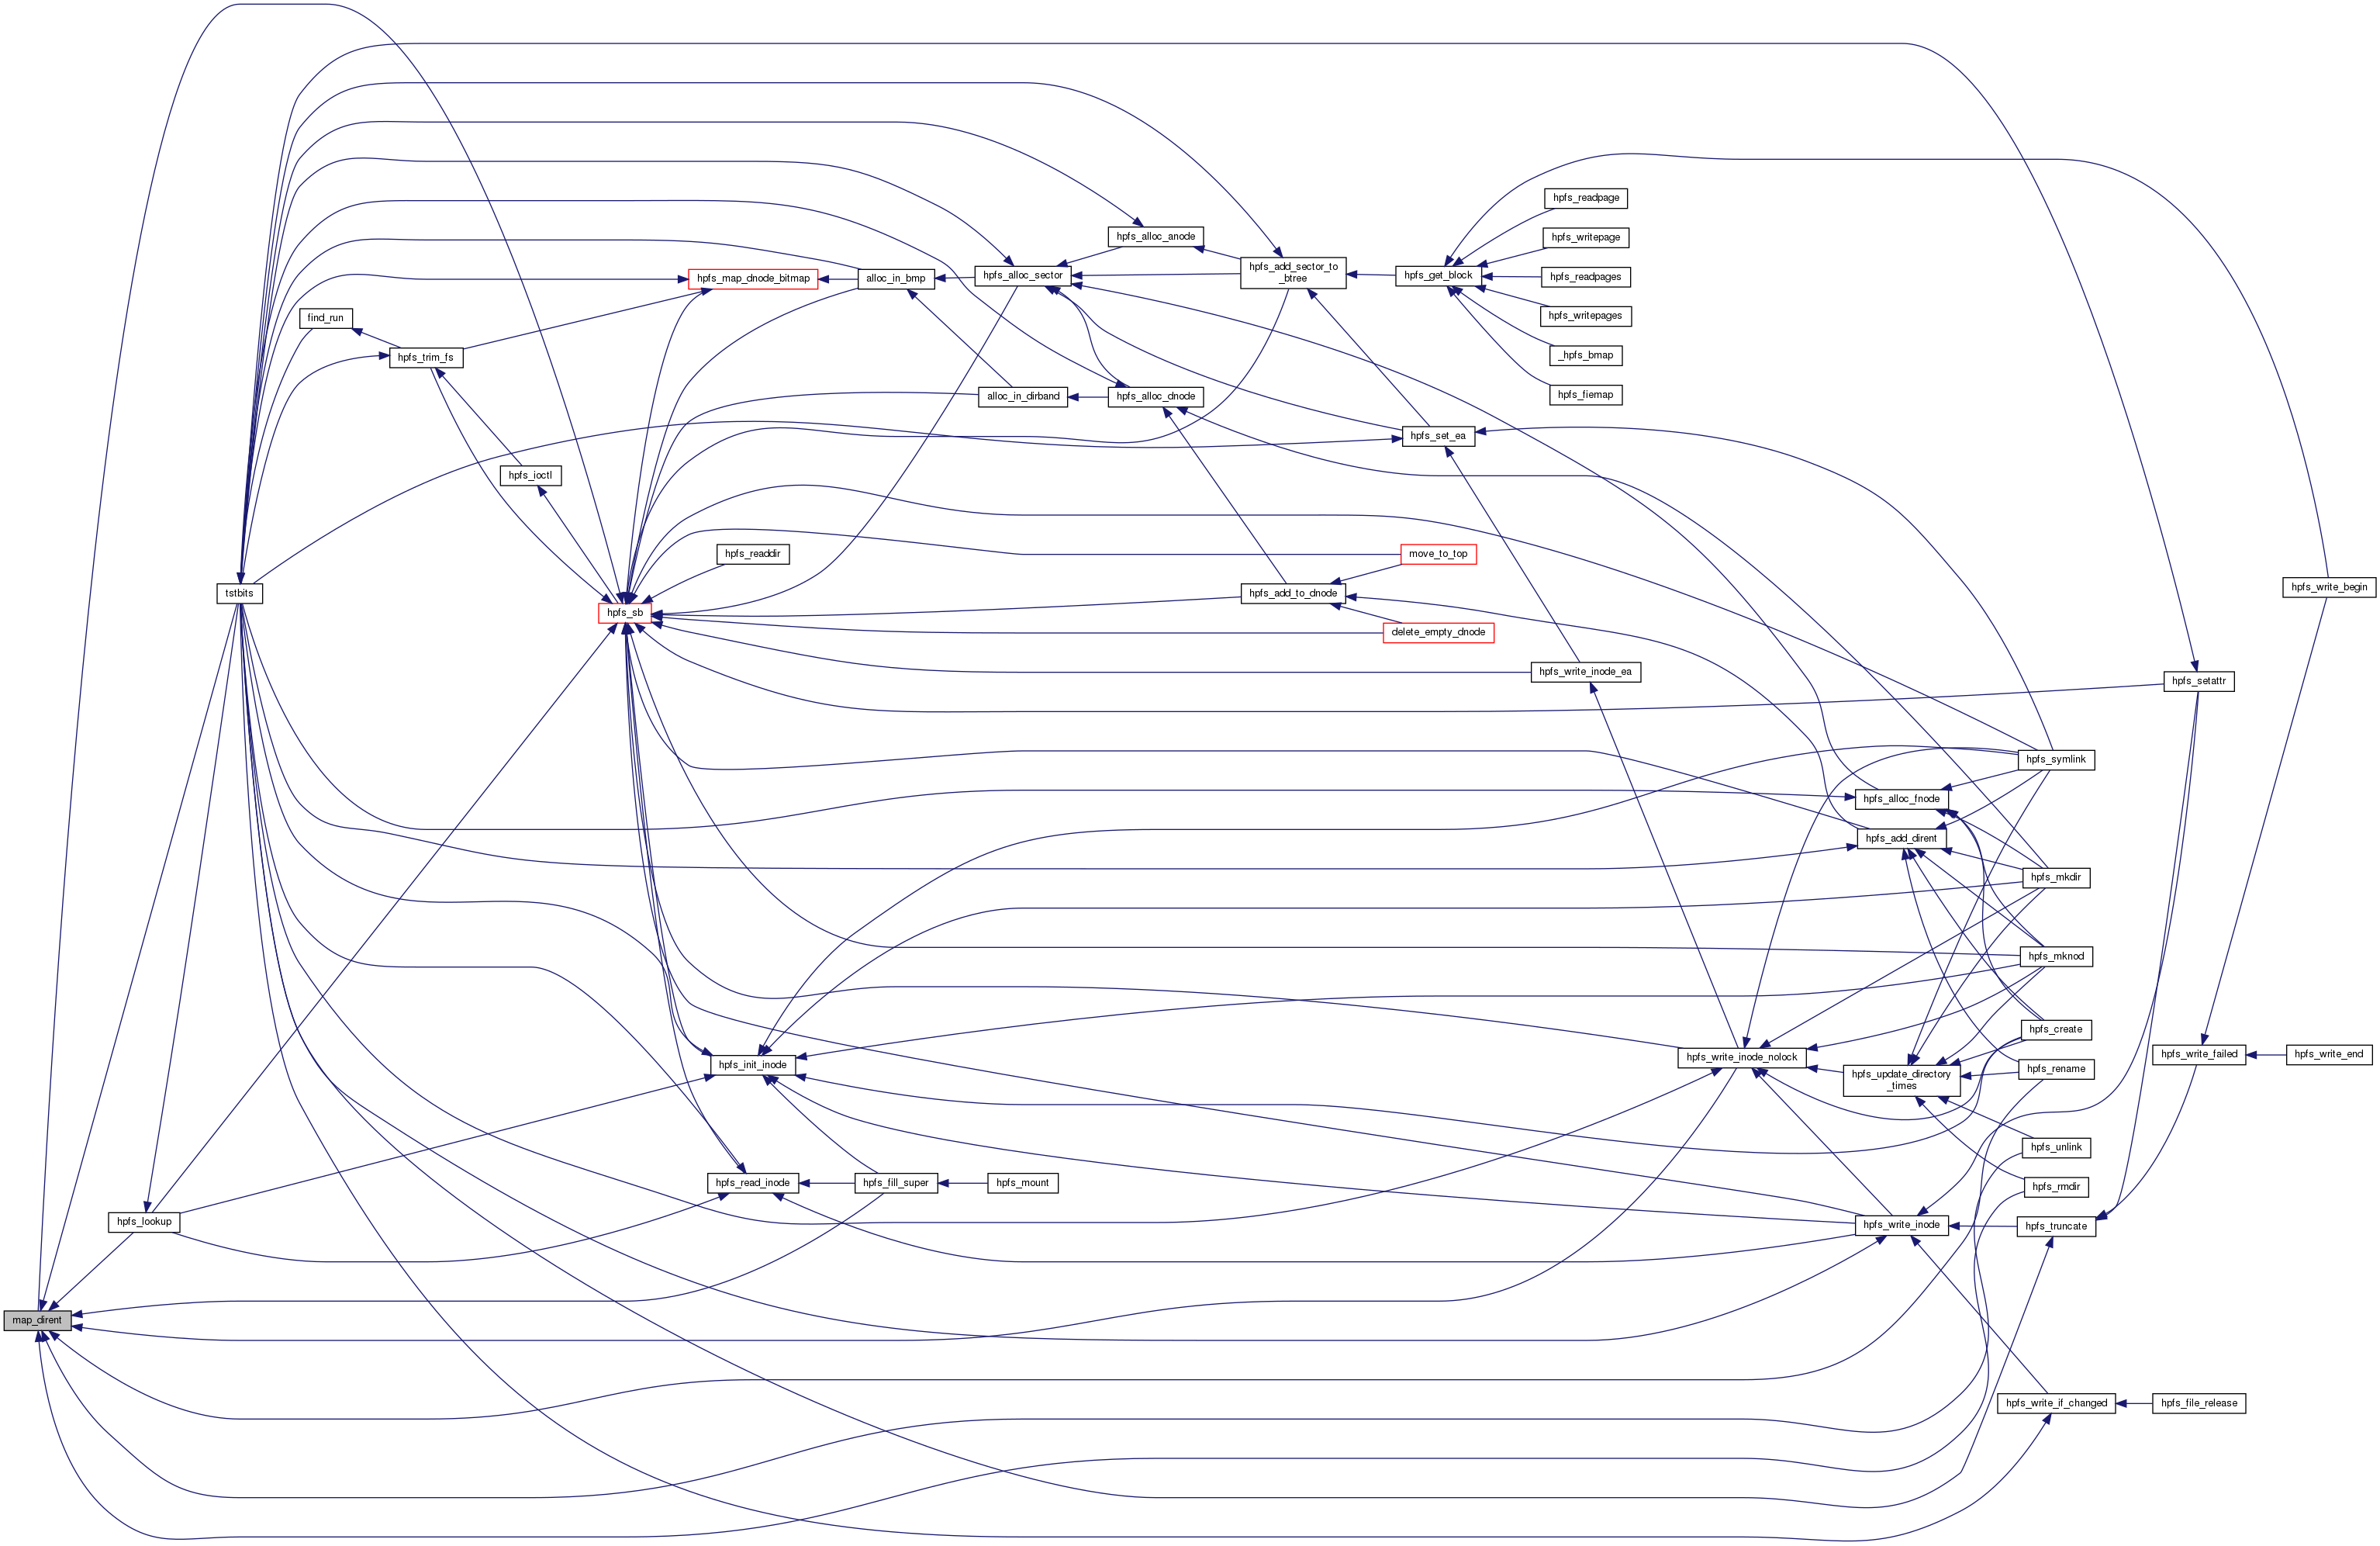 hpfs_readpage
hpfs_alloc_anode
hpfs_writepage
hpfs_map_dnode_bitmap
alloc_in_bmp
hpfs_alloc_sector
hpfs_add_sector_to
_btree
hpfs_get_block
hpfs_readpages
find_run
hpfs_writepages
hpfs_trim_fs
_hpfs_bmap
alloc_in_dirband
hpfs_alloc_dnode
hpfs_fiemap
hpfs_set_ea
hpfs_ioctl
hpfs_readdir
move_to_top
tstbits
hpfs_sb
hpfs_add_to_dnode
hpfs_write_begin
delete_empty_dnode
hpfs_write_inode_ea
hpfs_setattr
hpfs_symlink
hpfs_alloc_fnode
hpfs_add_dirent
hpfs_mkdir
hpfs_mknod
hpfs_create
hpfs_init_inode
hpfs_write_inode_nolock
hpfs_update_directory
_times
hpfs_rename
hpfs_write_failed
hpfs_write_end
hpfs_unlink
hpfs_read_inode
hpfs_fill_super
hpfs_mount
hpfs_rmdir
hpfs_lookup
hpfs_write_inode
hpfs_truncate
map_dirent
hpfs_write_if_changed
hpfs_file_release